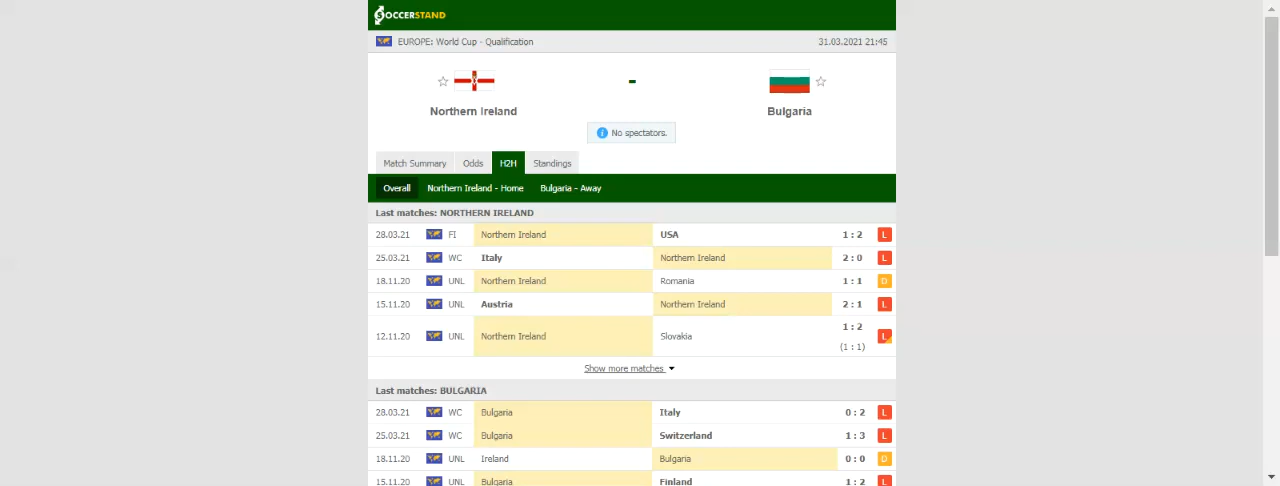 SOCCERSTAND
EUROPE: World Cup - Qualification 31.03.2021 21:45
-
Northern Ireland Bulgaria
No spectators.
Match Summary Odds H2H Standings
Overall Northern Ireland - Home Bulgaria - Away
Last matches: NORTHERN IRELAND
28.03.21 FI Northern Ireland USA 1 : 2 L
25.03.21 WC Italy Northern Ireland 2 : 0 L
18.11.20 UNL Northern Ireland Romania 1 : 1 D
15.11.20 UNL Austria Northern Ireland 2 : 1 L
12.11.20 UNL Northern Ireland Slovakia 1 : 2 (1 : 1) L
Show more matches
Last matches: BULGARIA
28.03.21 WC Bulgaria Italy 0 : 2 L
25.03.21 WC Bulgaria Switzerland 1 : 3 L
18.11.20 UNL Ireland Bulgaria 0 : 0 D
15.11.20 UNL Bulgaria Finland 1 : 2 L